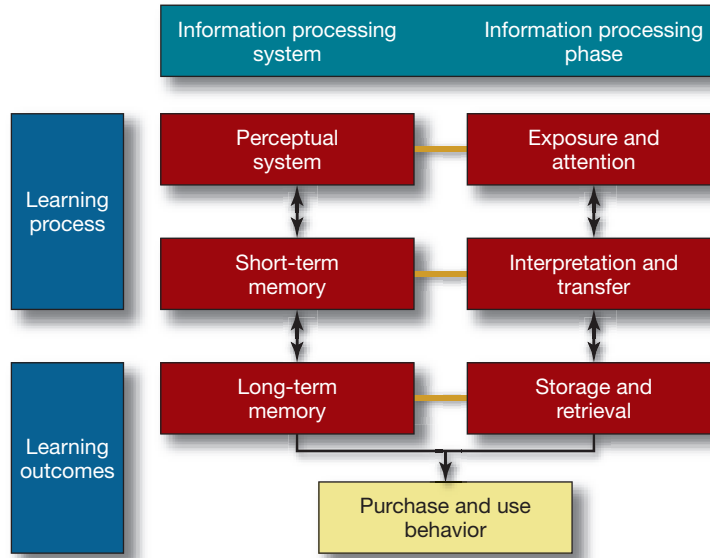 Information processing
system
Information processing
phase
Learning
process
Perceptual
system
Exposure and
attention
Short-term
memory
Interpretation and
transfer
Learning
outcomes
Long-term
memory
Storage and
retrieval
Purchase and use
behavior